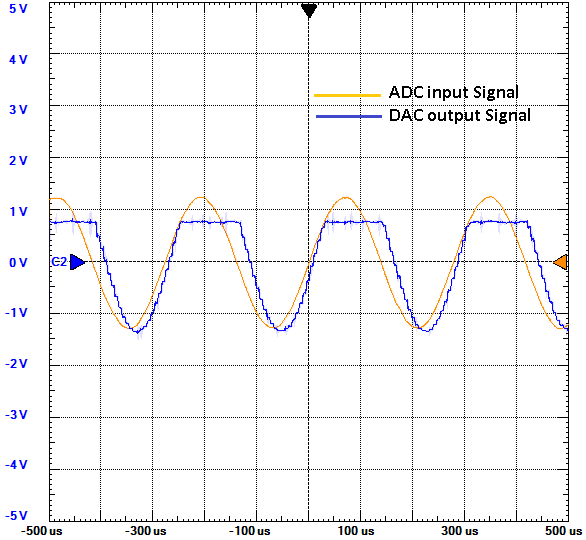 5 V
4 V
3 V
ADC input Signal
DAC output Signal
2 V
1 V
0 V
C2
-1 V
-2 V
-3 V
-4 V
-5 V
-500 us
-300 us
-100 us
100 us
300 us
500 us